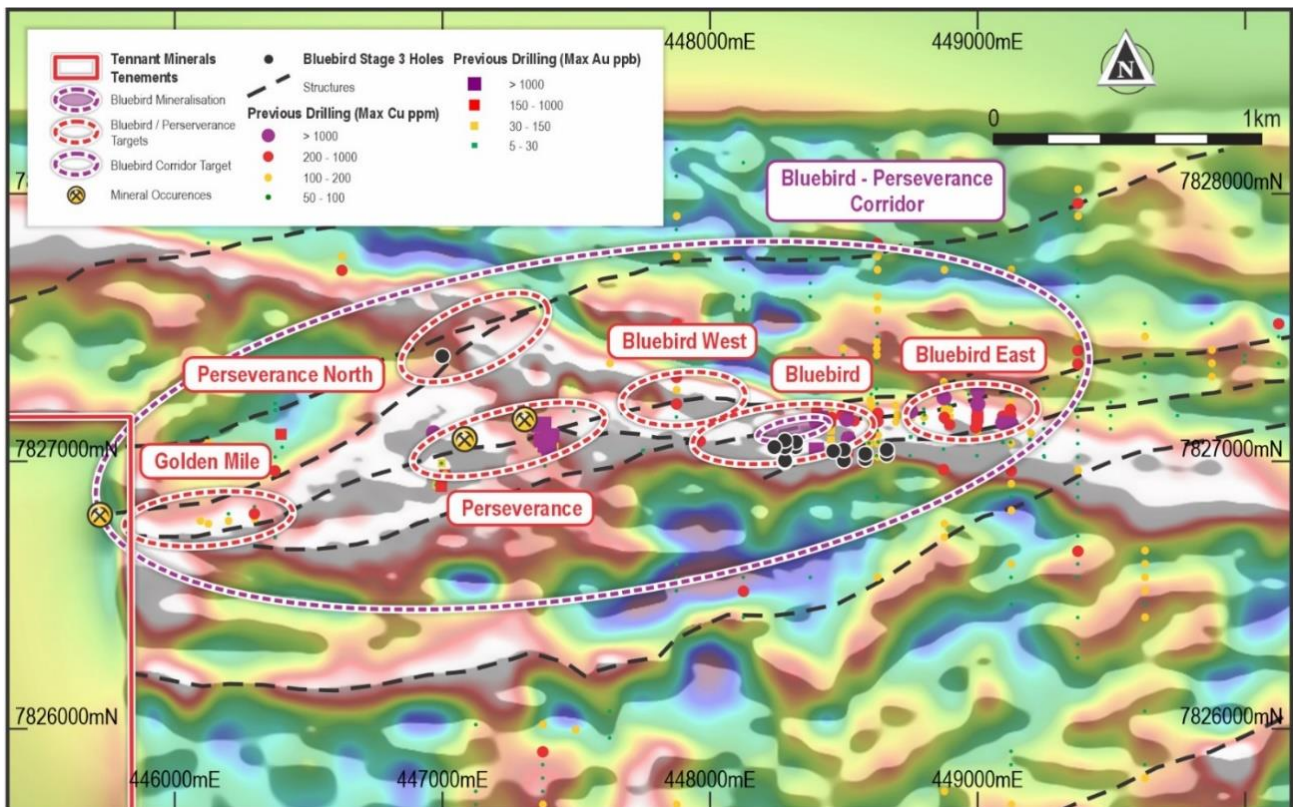 448000mE
449000mE
Tennant Minerals
Tenements
Bluebird Mineralisation
Bluebird / Perserverance
Targets
Bluebird Corridor Target
Mineral Occurences
Bluebird Stage 3 Holes
Structures
Previous Drilling (Max Cu ppm)
> 1000
200 - 1000
100 - 200
50 - 100
Previous Drilling (Max Au ppb)
> 1000
150 - 1000
30 - 150
5 - 30
N
0
1km
Bluebird - Perseverance
Corridor
7828000mN
Bluebird West
Bluebird
Bluebird East
Perseverance North
7827000mN
7827000mN
Golden Mile
Perseverance
7826000mN
7826000mN
446000mE
447000mE
448000mE
449000mE